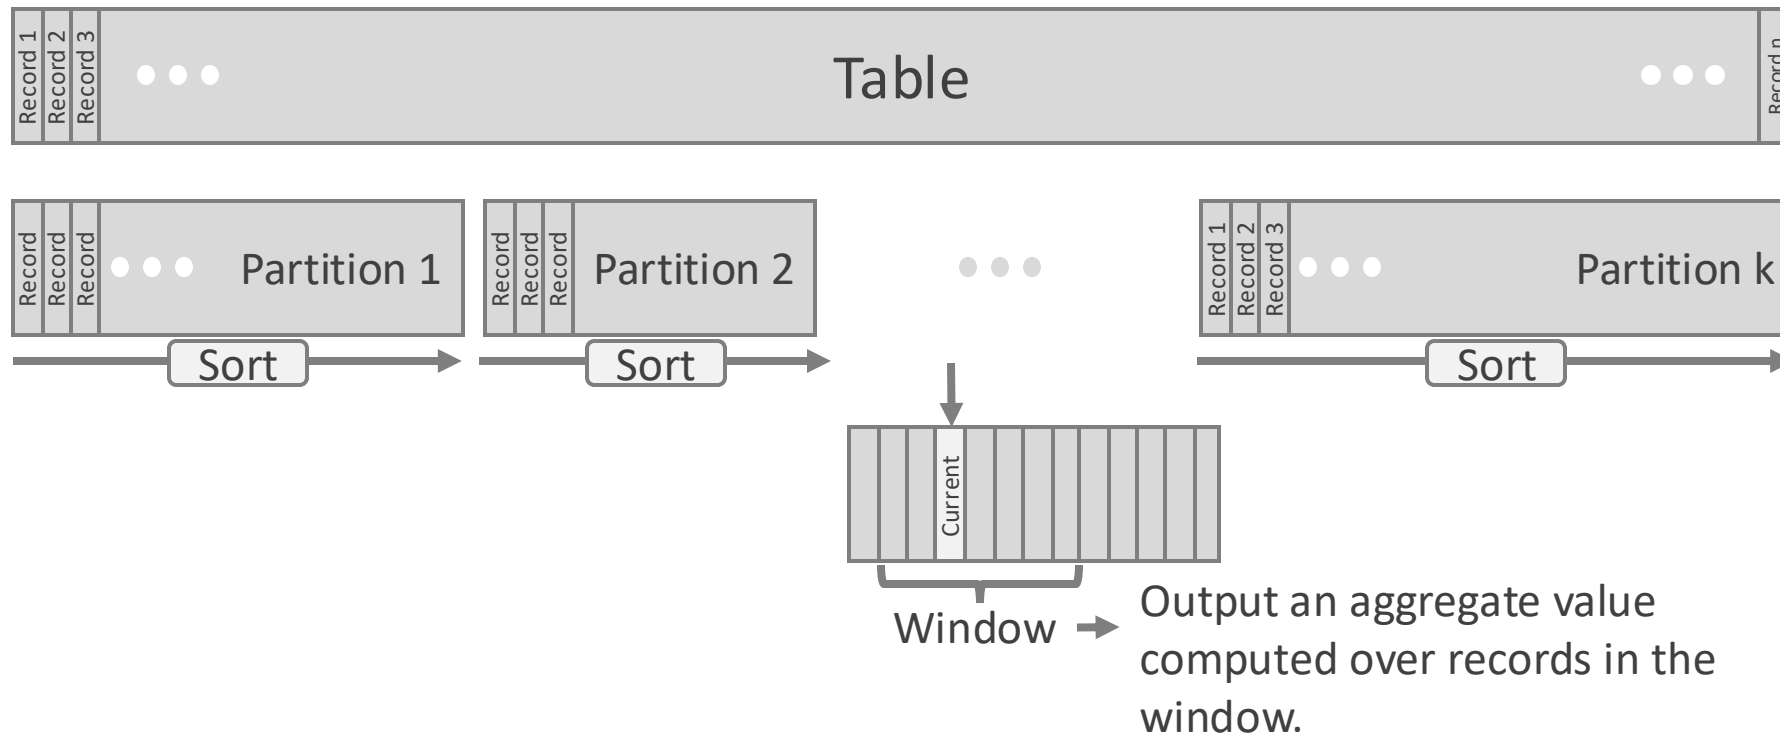 Record 1
Record 2
Record 3
Table
Record n
Record
Record
Record
Partition 1
Record
Record
Record
Partition 2
Record 1
Record 2
Record 3
Partition k
Sort
Sort
Sort
Current
Window
Output an aggregate value
computed over records in the
window.